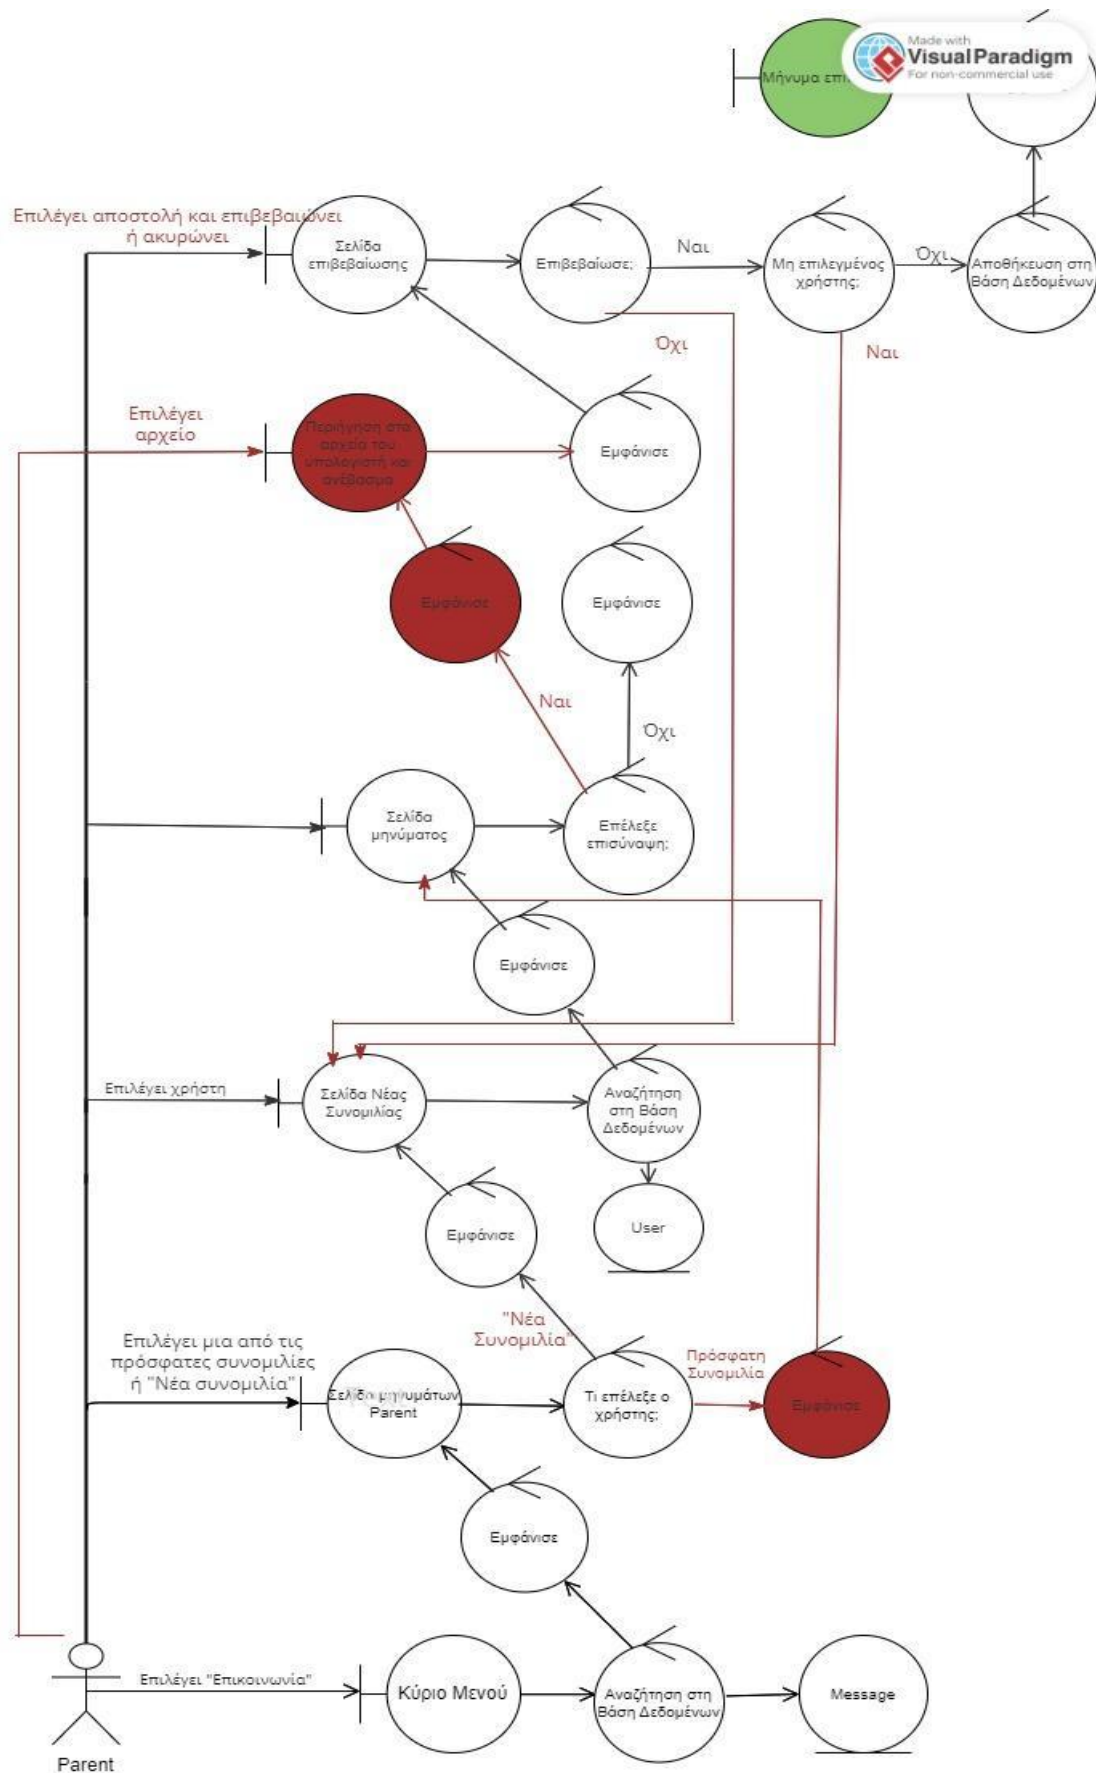 Made with
Visual Paradigm
For non-commercial use
Μήνυμα
Επιλέγει αποστολή και επιβεβαιώνει
ή ακυρώνει
Σελίδα
επιβεβαίωσης
Επιβεβαίωσε;
Ναι
Μη επιλεγμένος
χρήστης;
Όχι
Αποθήκευση στη
Βάση Δεδομένων
Όχι
Ναι
Επιλέγει
αρχείο
Περιήγηση στα
αρχεία του
υπολογιστή και
ανέβασμα
Εμφάνισε
Εμφάνισε
Εμφάνισε
Ναι
Όχι
Σελίδα
μηνύματος
Επέλεξε
επισύναψη;
Εμφάνισε
Επιλέγει χρήστη
Σελίδα Νέας
Συνομιλίας
Αναζήτηση
στη Βάση
Δεδομένων
Εμφάνισε
User
"Νέα
Συνομιλία"
Επιλέγει μια από τις
πρόσφατες συνομιλίες
ή "Νέα συνομιλία"
Σελίδα μηνυμάτων
Parent
Τι επέλεξε ο
χρήστης;
Πρόσφατη
Συνομιλία
Εμφάνισε
Εμφάνισε
Επιλέγει "Επικοινωνία"
Κύριο Μενού
Αναζήτηση στη
Βάση Δεδομένων
Message
Parent